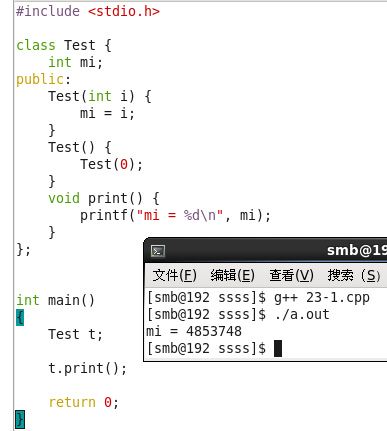 #include <stdio.h>
class Test {
    int mi;
public:
    Test(int i) {
        mi = i;
    }
    Test() {
        Test(0);
    }
    void print() {
        printf("mi = %d\n", mi);
    }
};
int main()
{
    Test t;
    t.print();
    return 0;
}
smb@19
文件(F) 编辑(E) 查看(V) 搜索 (S)
[smb@192 ssss]$ g++ 23-1.cpp
[smb@192 ssss]$ ./a.out
mi = 4853748
[smb@192 ssss]$